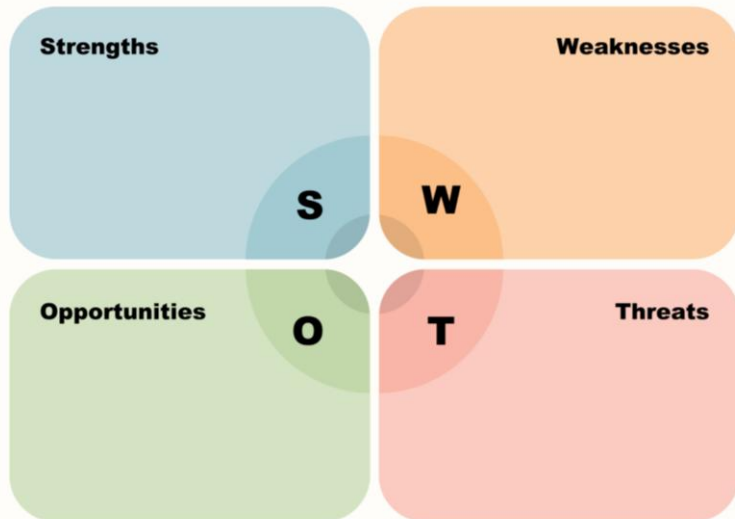 Strengths
Weaknesses
S
W
Opportunities
Threats
O
T